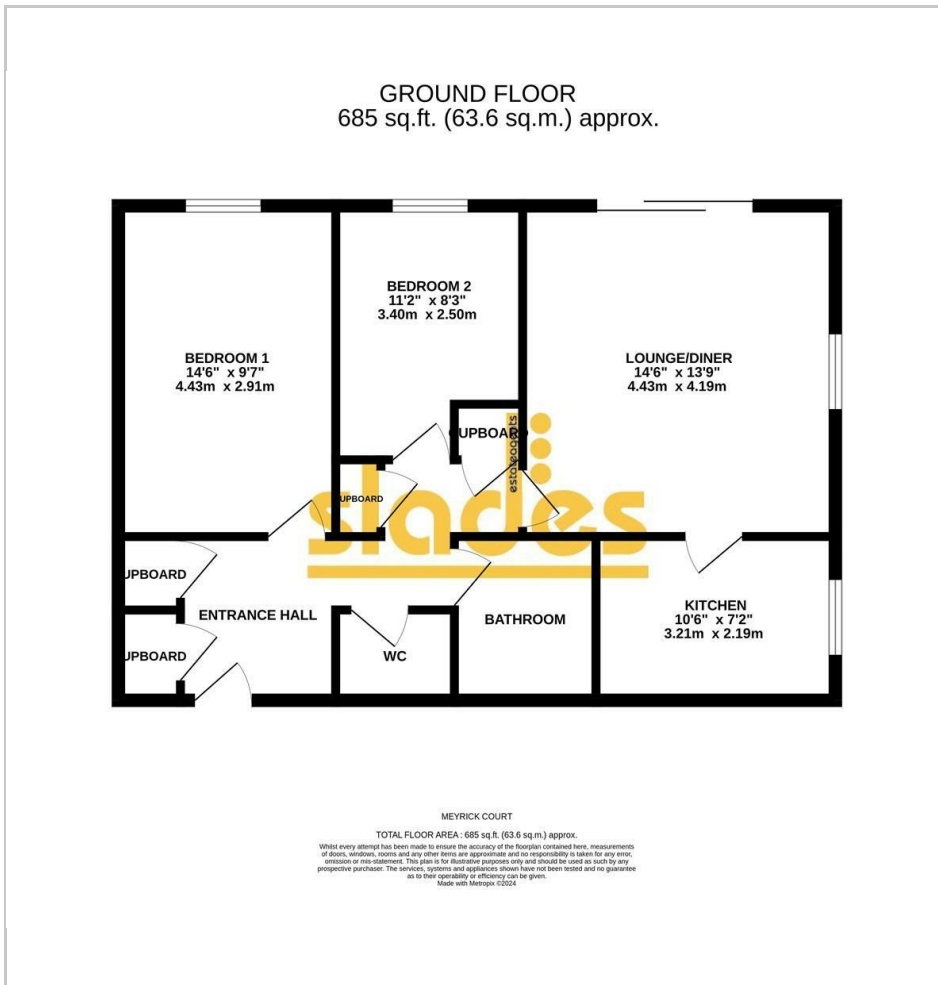 GROUND FLOOR
685 sq.ft. (63.6 sq.m.) approx.
BEDROOM 2
11'2" x 8'3"
3.40m x 2.50m
BEDROOM 1
14'6" x 9'7"
4.43m x 2.91m
LOUNGE/DINER
14'6" x 13'9"
4.43m x 4.19m
CUPBOARD
estate agents
UPBOARD
slades
UPBOARD
ENTRANCE HALL
BATHROOM
KITCHEN
10'6" x 7'2"
3.21m x 2.19m
UPBOARD
WC
MEYRICK COURT
TOTAL FLOOR AREA : 685 sq.ft. (63.6 sq.m.) approx.
Whilst every attempt has been made to ensure the accuracy of the floorplan contained here, measurements
of doors, windows, rooms and any other items are approximate and no responsibility is taken for any error,
omission or mis-statement. This plan is for illustrative purposes only and should be used as such by any
prospective purchaser. The services, systems and appliances shown have not been tested and no guarantee
as to their operability or efficiency can be given.
Made with Metropix ©2024